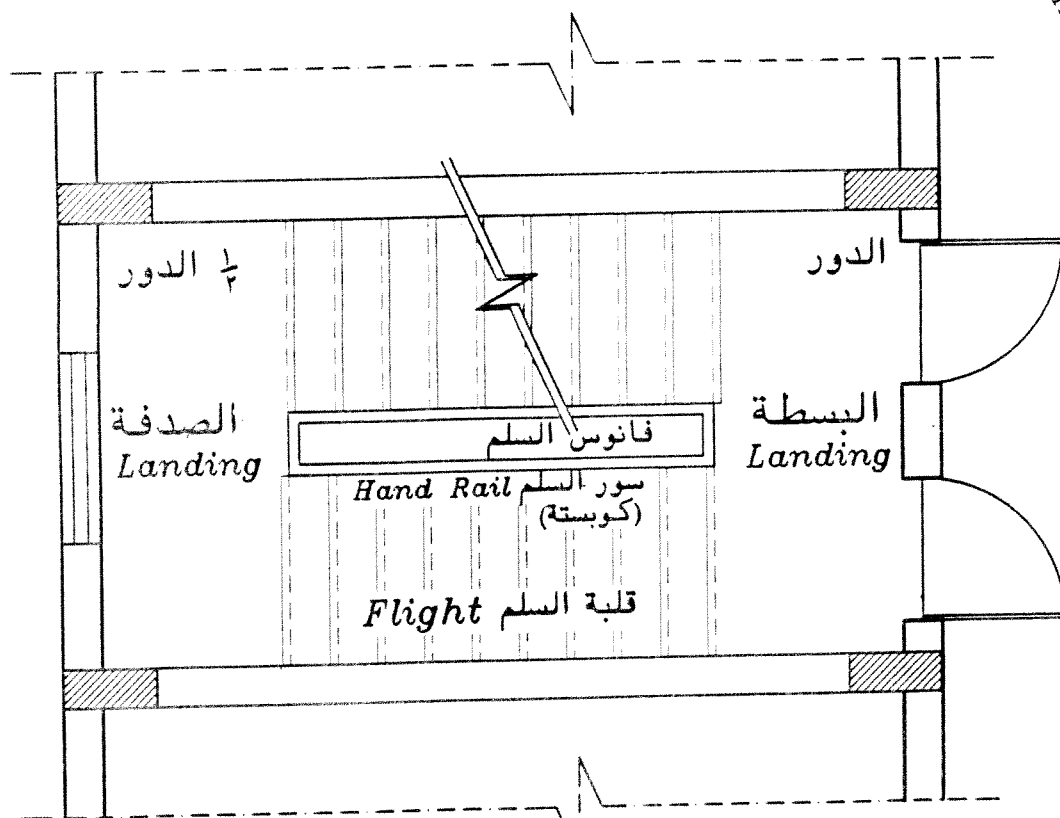 الدور
½ الدور
البسطة
Landing
الصدفة
Landing
فانوس السلم
سور السلم Hand Rail
(كوبستة)
قلبة السلم Flight